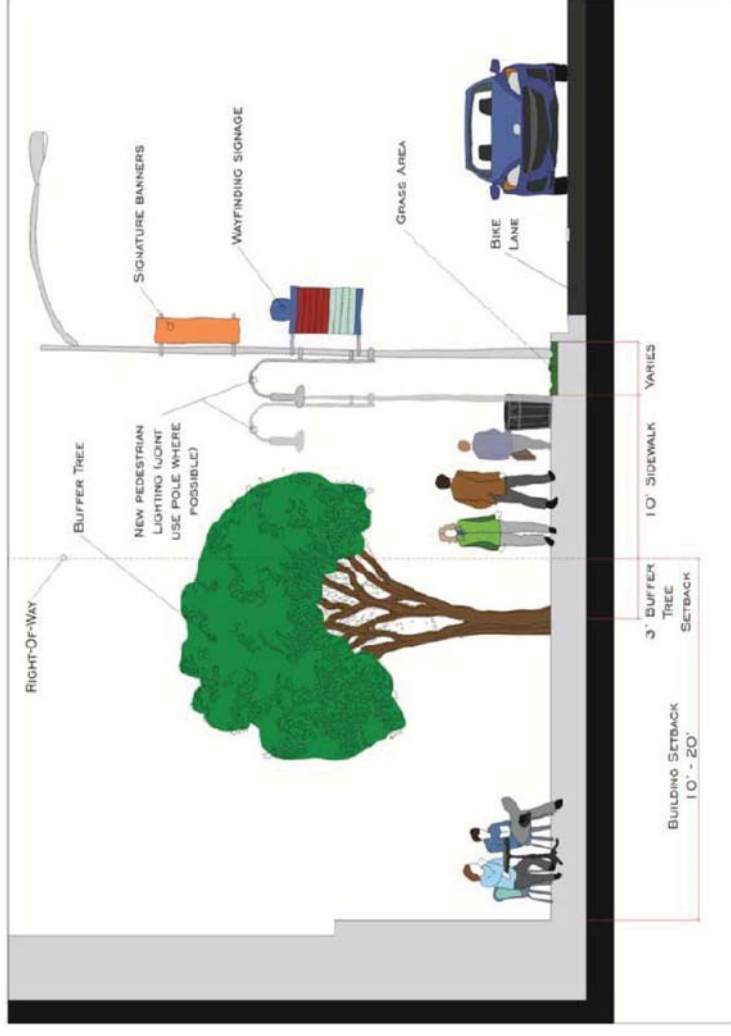 RIGHT-OF-WAY
BUFFER TREE
NEW PEDESTRIAN
LIGHTING (JOINT
USE POLE WHERE
POSSIBLE)
SIGNATURE BANNERS
WAYFINDING SIGNAGE
GRASS AREA
BIKE
LANE
BUILDING SETBACK
10' - 20'
3' BUFFER
TREE
SETBACK
10' SIDEWALK
VARIES